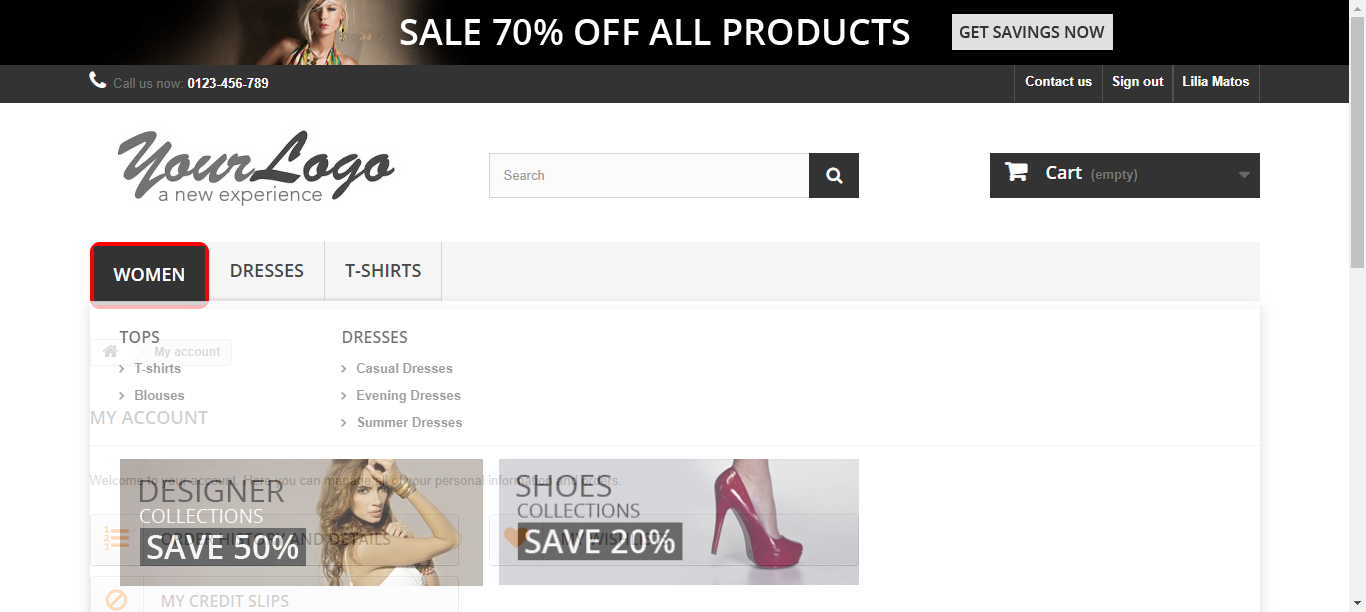 SALE 70% OFF ALL PRODUCTS
GET SAVINGS NOW
Call us now: 0123-456-789
Contact us
Sign out
Lilia Matos
YourLogo
a new experience
Search
Cart (empty)
WOMEN
DRESSES
T-SHIRTS
TOPS
DRESSES
My account
T-shirts
Casual Dresses
Blouses
Evening Dresses
MY ACCOUNT
Summer Dresses
Welcome to your account. Here you can manage all of your personal information and orders.
DESIGNER
COLLECTIONS
SAVE 50%
SHOES
COLLECTIONS
SAVE 20%
ORDER HISTORY AND DETAILS
MY WISHLISTS
MY CREDIT SLIPS